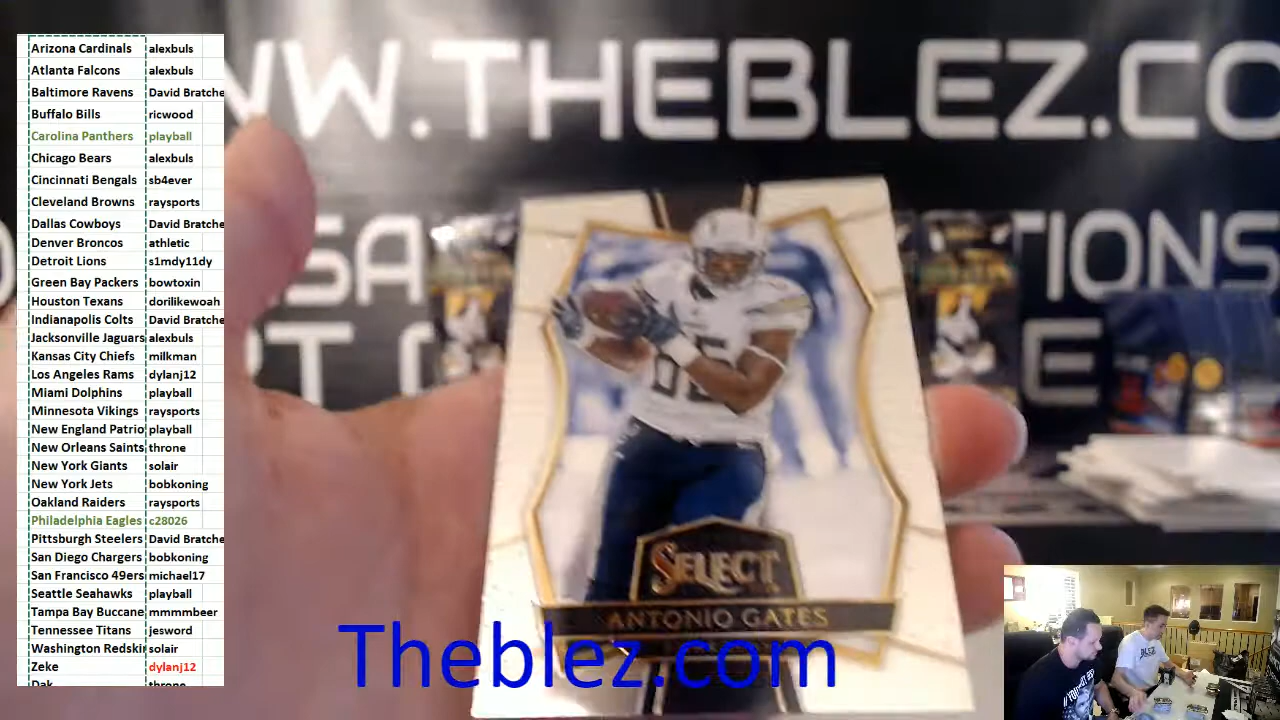 Arizona Cardinals alexbuls
Atlanta Falcons alexbuls
Baltimore Ravens David Bratche
Buffalo Bills ricwood
Carolina Panthers playball
Chicago Bears alexbuls
Cincinnati Bengals sb4ever
Cleveland Browns raysports
Dallas Cowboys David Bratche
Denver Broncos athletic
Detroit Lions s1mdy11dy
Green Bay Packers bowtoxin
Houston Texans dorilikewoah
Indianapolis Colts David Bratche
Jacksonville Jaguars alexbuls
Kansas City Chiefs milkman
Los Angeles Rams dylanj12
Miami Dolphins playball
Minnesota Vikings raysports
New England Patrio playball
New Orleans Saints throne
New York Giants solair
New York Jets bobkoning
Oakland Raiders raysports
Philadelphia Eagles c28026
Pittsburgh Steelers David Bratche
San Diego Chargers bobkoning
San Francisco 49ers michael17
Seattle Seahawks playball
Tampa Bay Buccane mmmmbeer
Tennessee Titans jesword
Washington Redski solair
Zeke dylanj12
Dak throne
WW.THEBLEZ.CO
TIONS
SELECT
ANTONIO GATES
Theblez.com